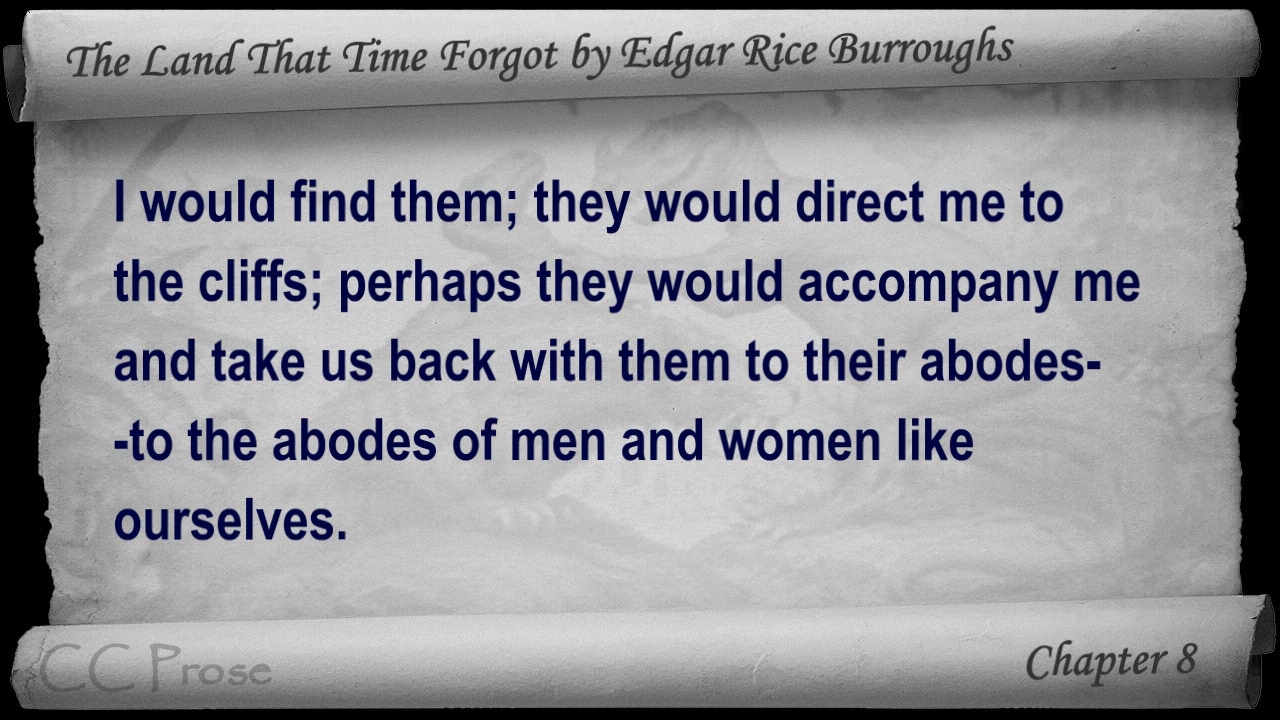 The Land That Time Forgot by Edgar Rice Burroughs
I would find them; they would direct me to
the cliffs; perhaps they would accompany me
and take us back with them to their abodes-
-to the abodes of men and women like
ourselves.
CC Prose
Chapter 8